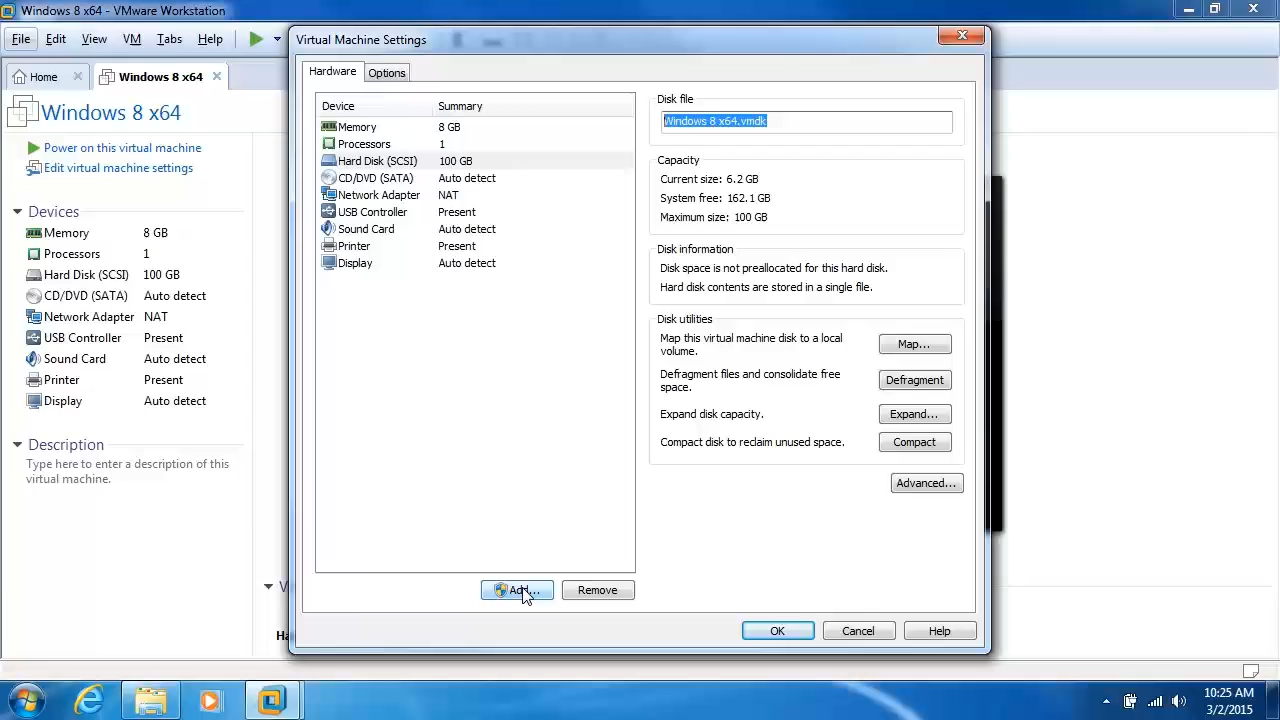 Windows 8 x64 - VMware Workstation
File Edit View VM Tabs Help
Home
Windows 8 x64
Windows 8 x64
Power on this virtual machine
Edit virtual machine settings
Devices
Memory 8 GB
Processors 1
Hard Disk (SCSI) 100 GB
CD/DVD (SATA) Auto detect
Network Adapter NAT
USB Controller Present
Sound Card Auto detect
Printer Present
Display Auto detect
Description
Type here to enter a description of this
virtual machine.
Virtual Machine Settings
Hardware Options
Device Summary
Memory 8 GB
Processors 1
Hard Disk (SCSI) 100 GB
CD/DVD (SATA) Auto detect
Network Adapter NAT
USB Controller Present
Sound Card Auto detect
Printer Present
Display Auto detect
Add... Remove
Disk file
Windows 8 x64.vmdk
Capacity
Current size: 6.2 GB
System free: 162.1 GB
Maximum size: 100 GB
Disk information
Disk space is not preallocated for this hard disk.
Hard disk contents are stored in a single file.
Disk utilities
Map this virtual machine disk to a local
volume.
Map...
Defragment files and consolidate free
space.
Defragment
Expand disk capacity.
Expand...
Compact disk to reclaim unused space.
Compact
Advanced...
OK Cancel Help
10:25 AM
3/2/2015